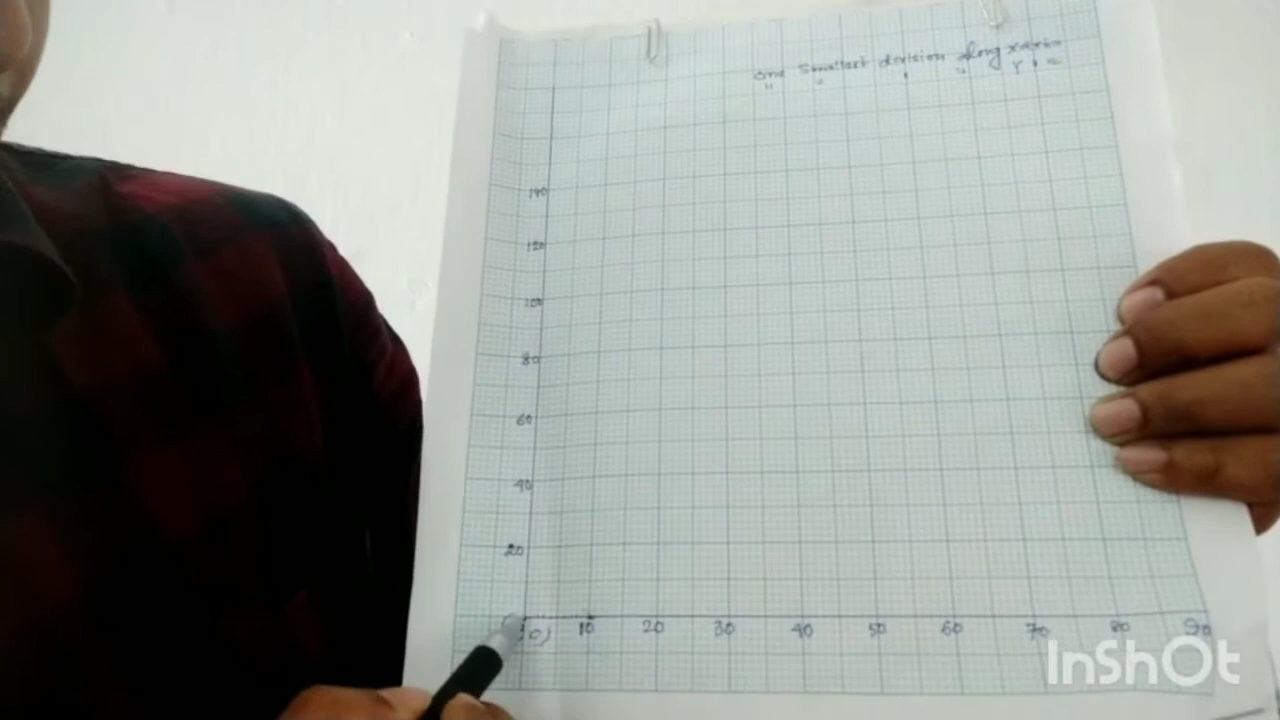 one smallest division along x axis
" " " " Y " =
140
120
100
80
60
40
20
(0,0) 10 20 30 40 50 60 70 80 90
InShOt